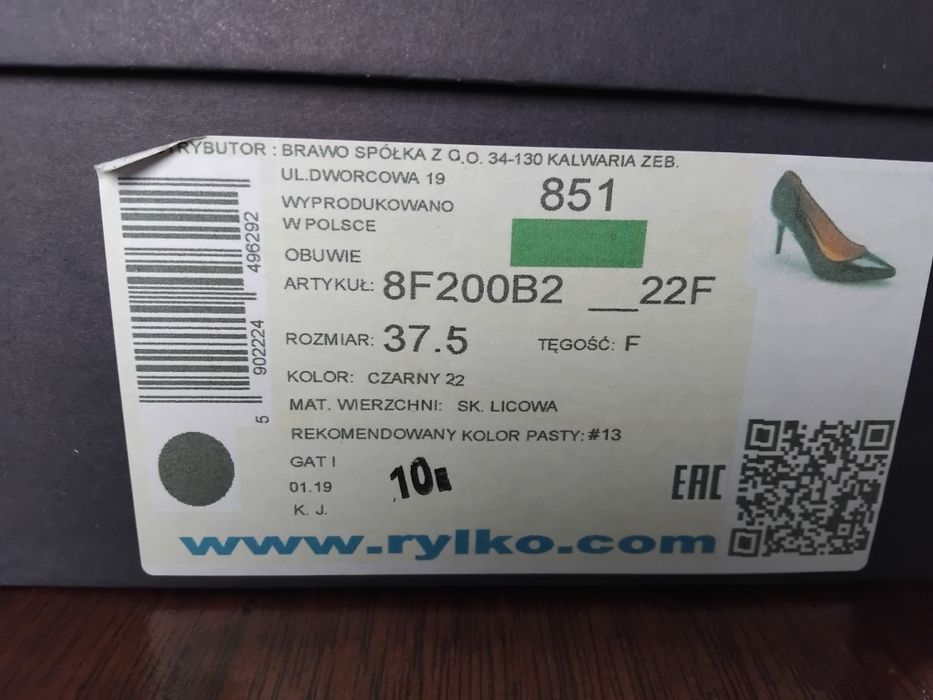 TRYBUTOR : BRAWO SPÓŁKA Z O.O. 34-130 KALWARIA ZEB.
UL.DWORCOWA 19
WYPRODUKOWANO
W POLSCE
851
OBUWIE
ARTYKUŁ: 8F200B2 __22F
ROZMIAR: 37.5 TĘGOŚĆ: F
KOLOR: CZARNY 22
MAT. WIERZCHNI: SK. LICOWA
REKOMENDOWANY KOLOR PASTY: #13
GAT I
01.19
K. J.
10
EAC
www.rylko.com
5 902224 496292